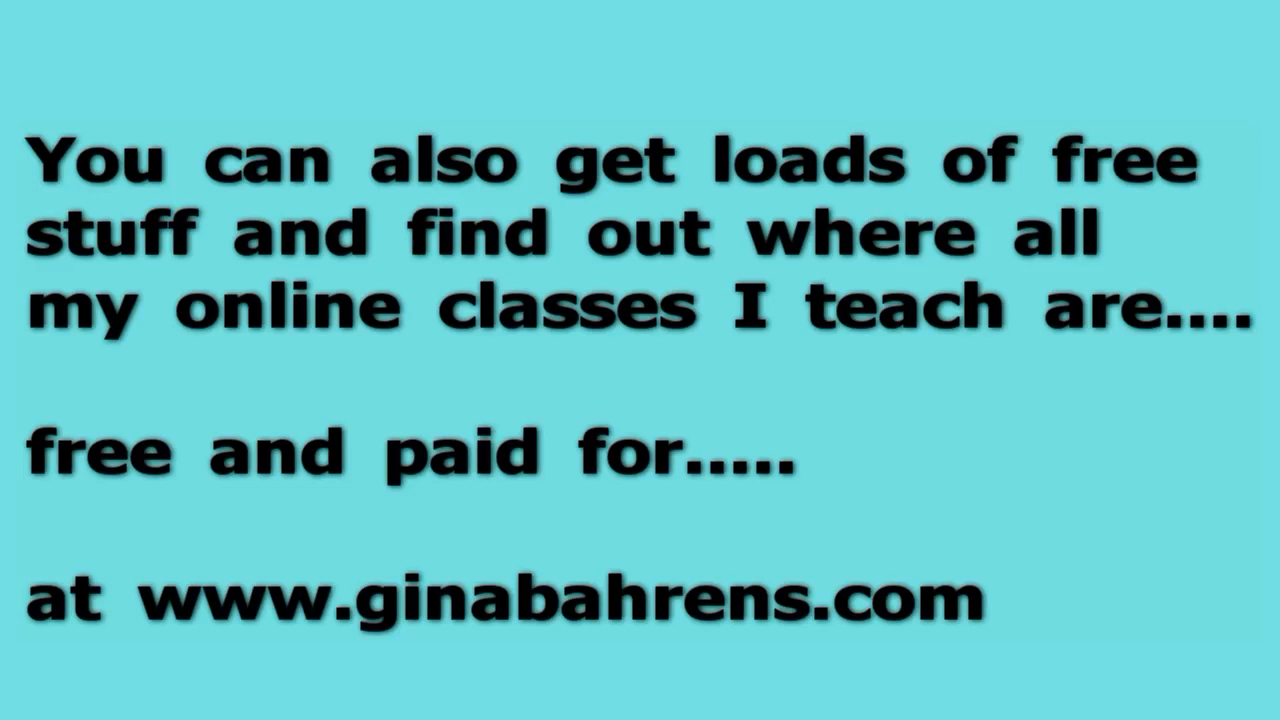 You can also get loads of free
stuff and find out where all
my online classes I teach are....
free and paid for.....
at www.ginabahrens.com